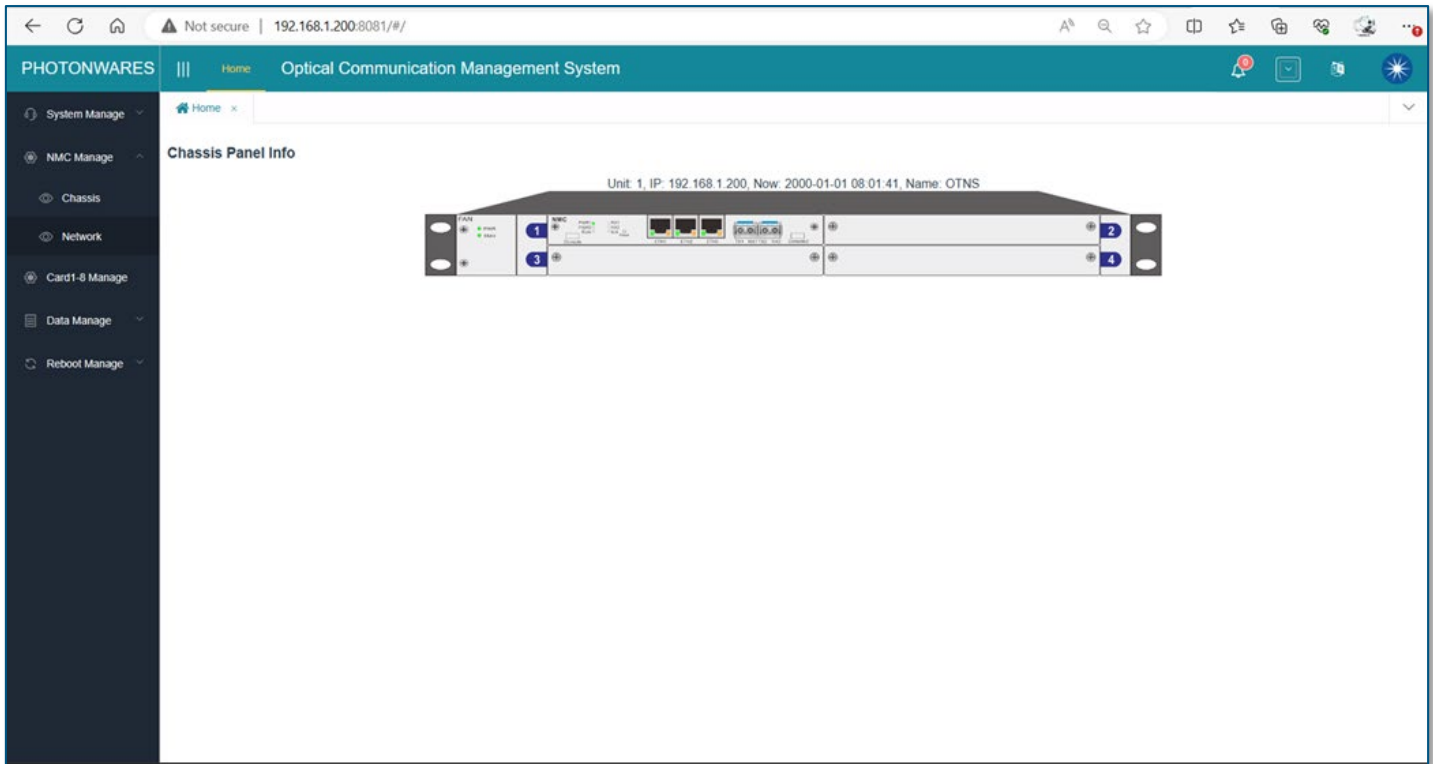 Not secure | 192.168.1.200:8081/#/
PHOTONWARES Home Optical Communication Management System 0
System Manage
Home ×
NMC Manage
Chassis Panel Info
Unit: 1, IP: 192.168.1.200, Now: 2000-01-01 08:01:41, Name: OTNS
Chassis
FAN
NMC
1
2
Network
3
4
Card1-8 Manage
Data Manage
Reboot Manage